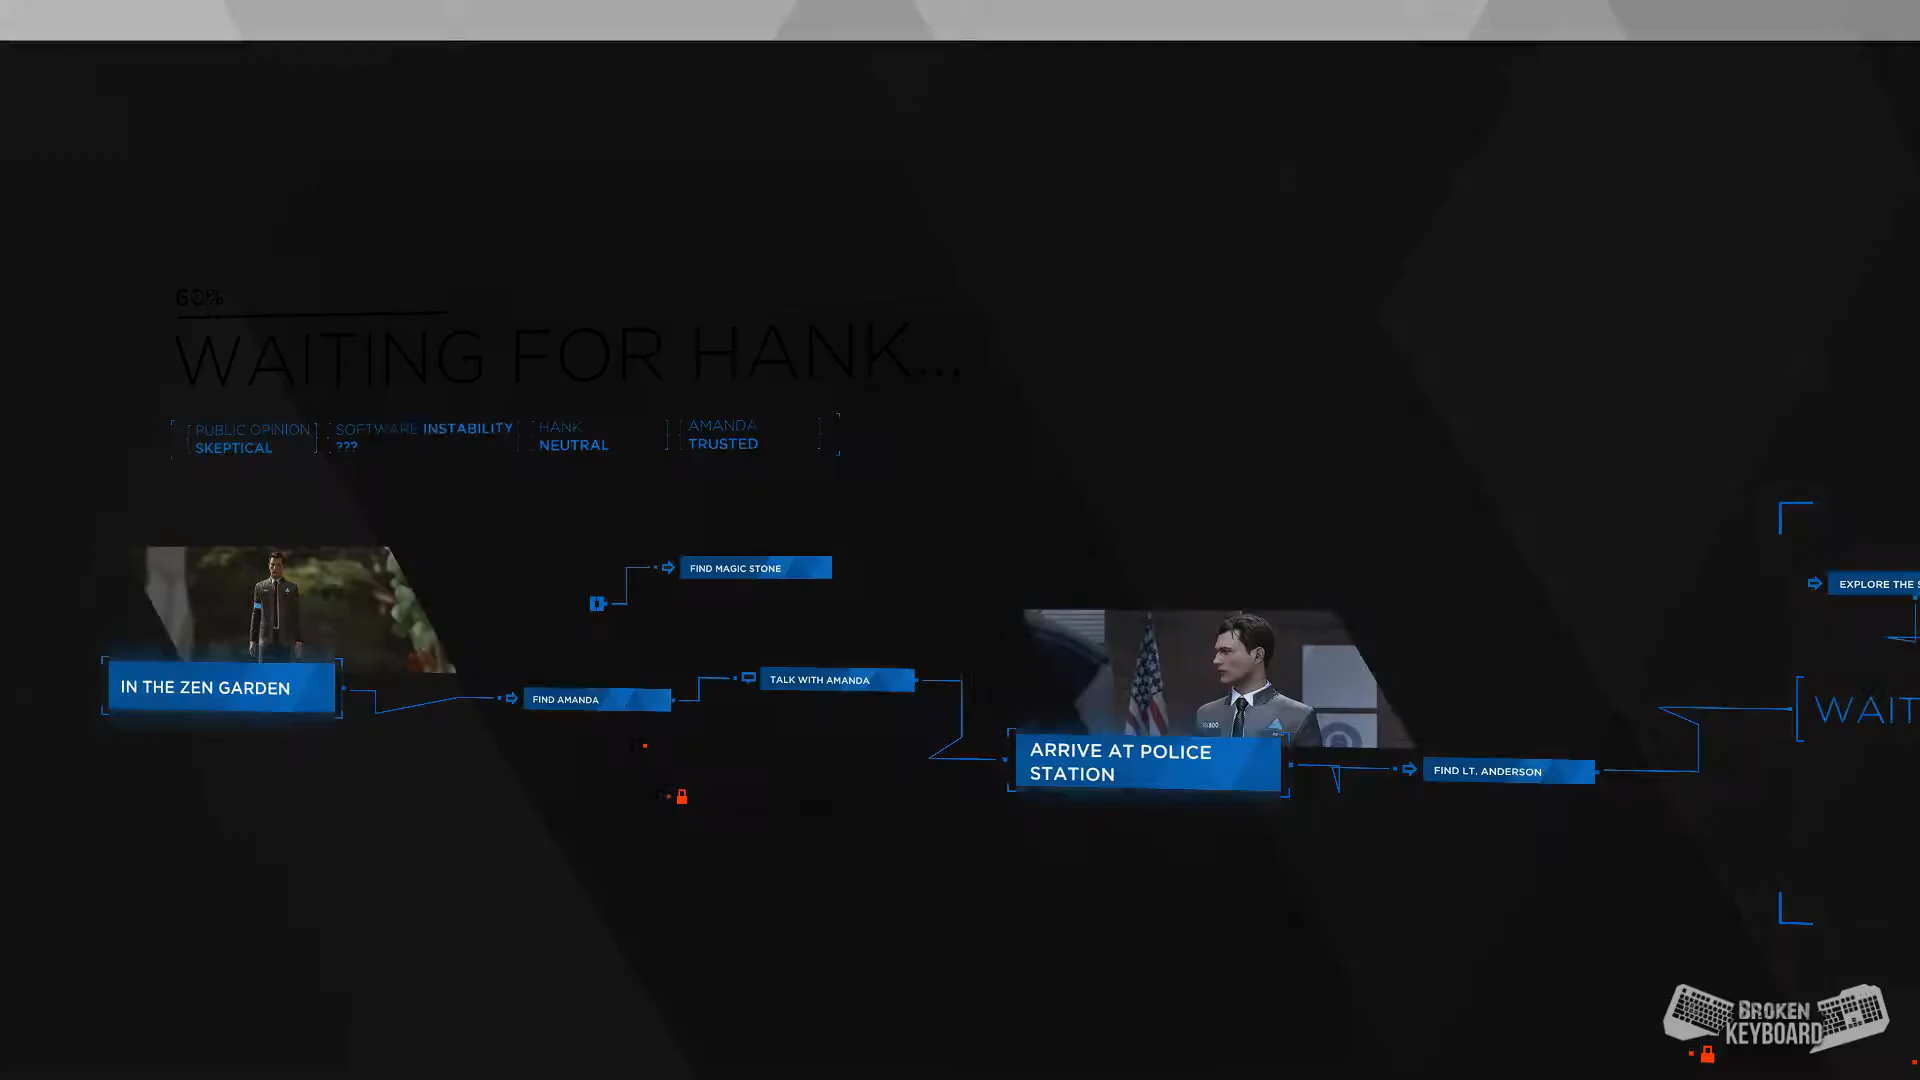 WAITING FOR HANK...
PUBLIC OPINION
SKEPTICAL
SOFTWARE INSTABILITY
???
HANK
NEUTRAL
AMANDA
TRUSTED
FIND MAGIC STONE
EXPLORE THE S
IN THE ZEN GARDEN
FIND AMANDA
TALK WITH AMANDA
WAIT
ARRIVE AT POLICE
STATION
FIND LT. ANDERSON
BROKEN
KEYBOARD